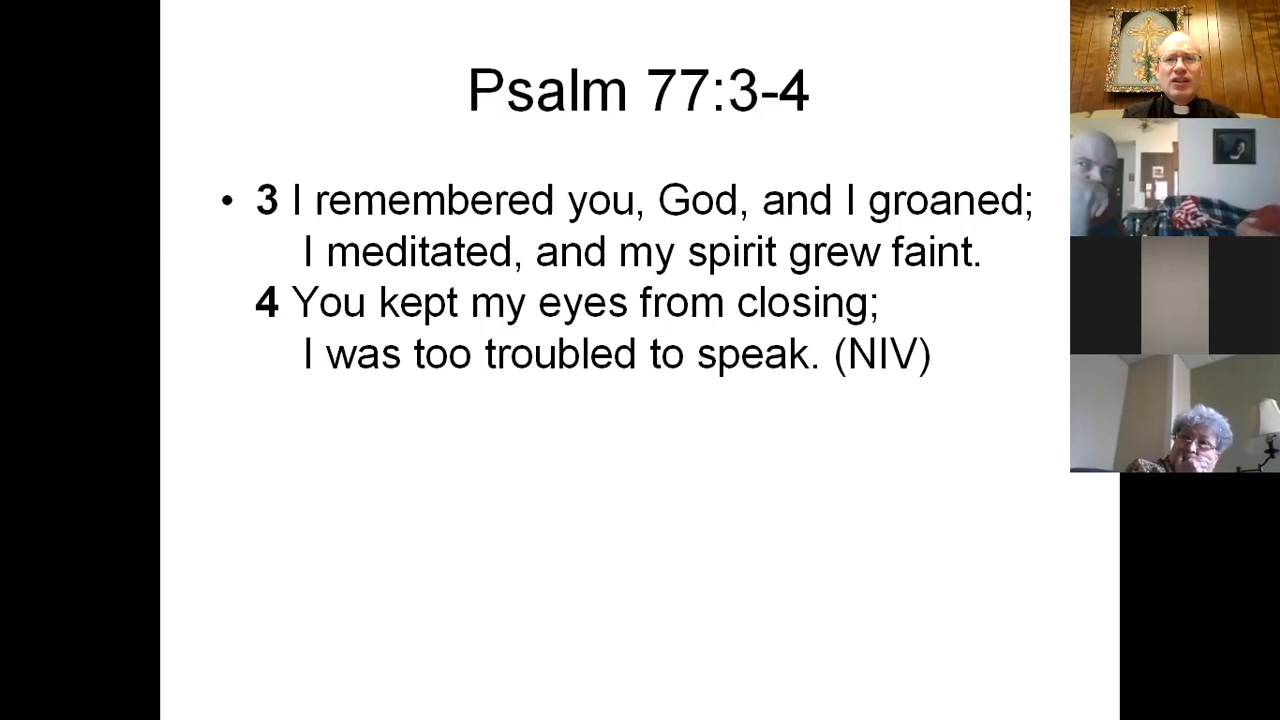 Psalm 77:3-4
• 3 I remembered you, God, and I groaned;
I meditated, and my spirit grew faint.
4 You kept my eyes from closing;
I was too troubled to speak. (NIV)